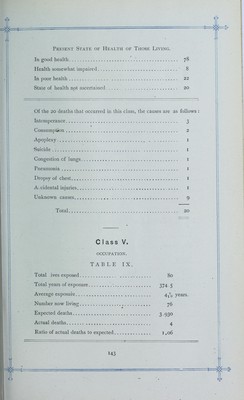 PRESENT STATE OF HEALTH OF THOSE LIVING.
In good health 78
Health somewhat impaired 8
In poor health 22
State of health not ascertained 20
Of the 20 deaths that occurred in this class, the causes are as follows:
Intemperance 3
Consumption 2
Apoplexy 1
Suicide 1
Congestion of lungs 1
Pneumonia 1
Dropsy of chest 1
Accidental injuries 1
Unknown causes 9
Total 20
Class V.
OCCUPATION.
TABLE IX.
Total lives exposed 80
Total years of exposure 374.5
Average exposure years.
Number now living 76
Expected deaths 3.950
Actual deaths 4
Ratio of actual deaths to expected 1.06
143